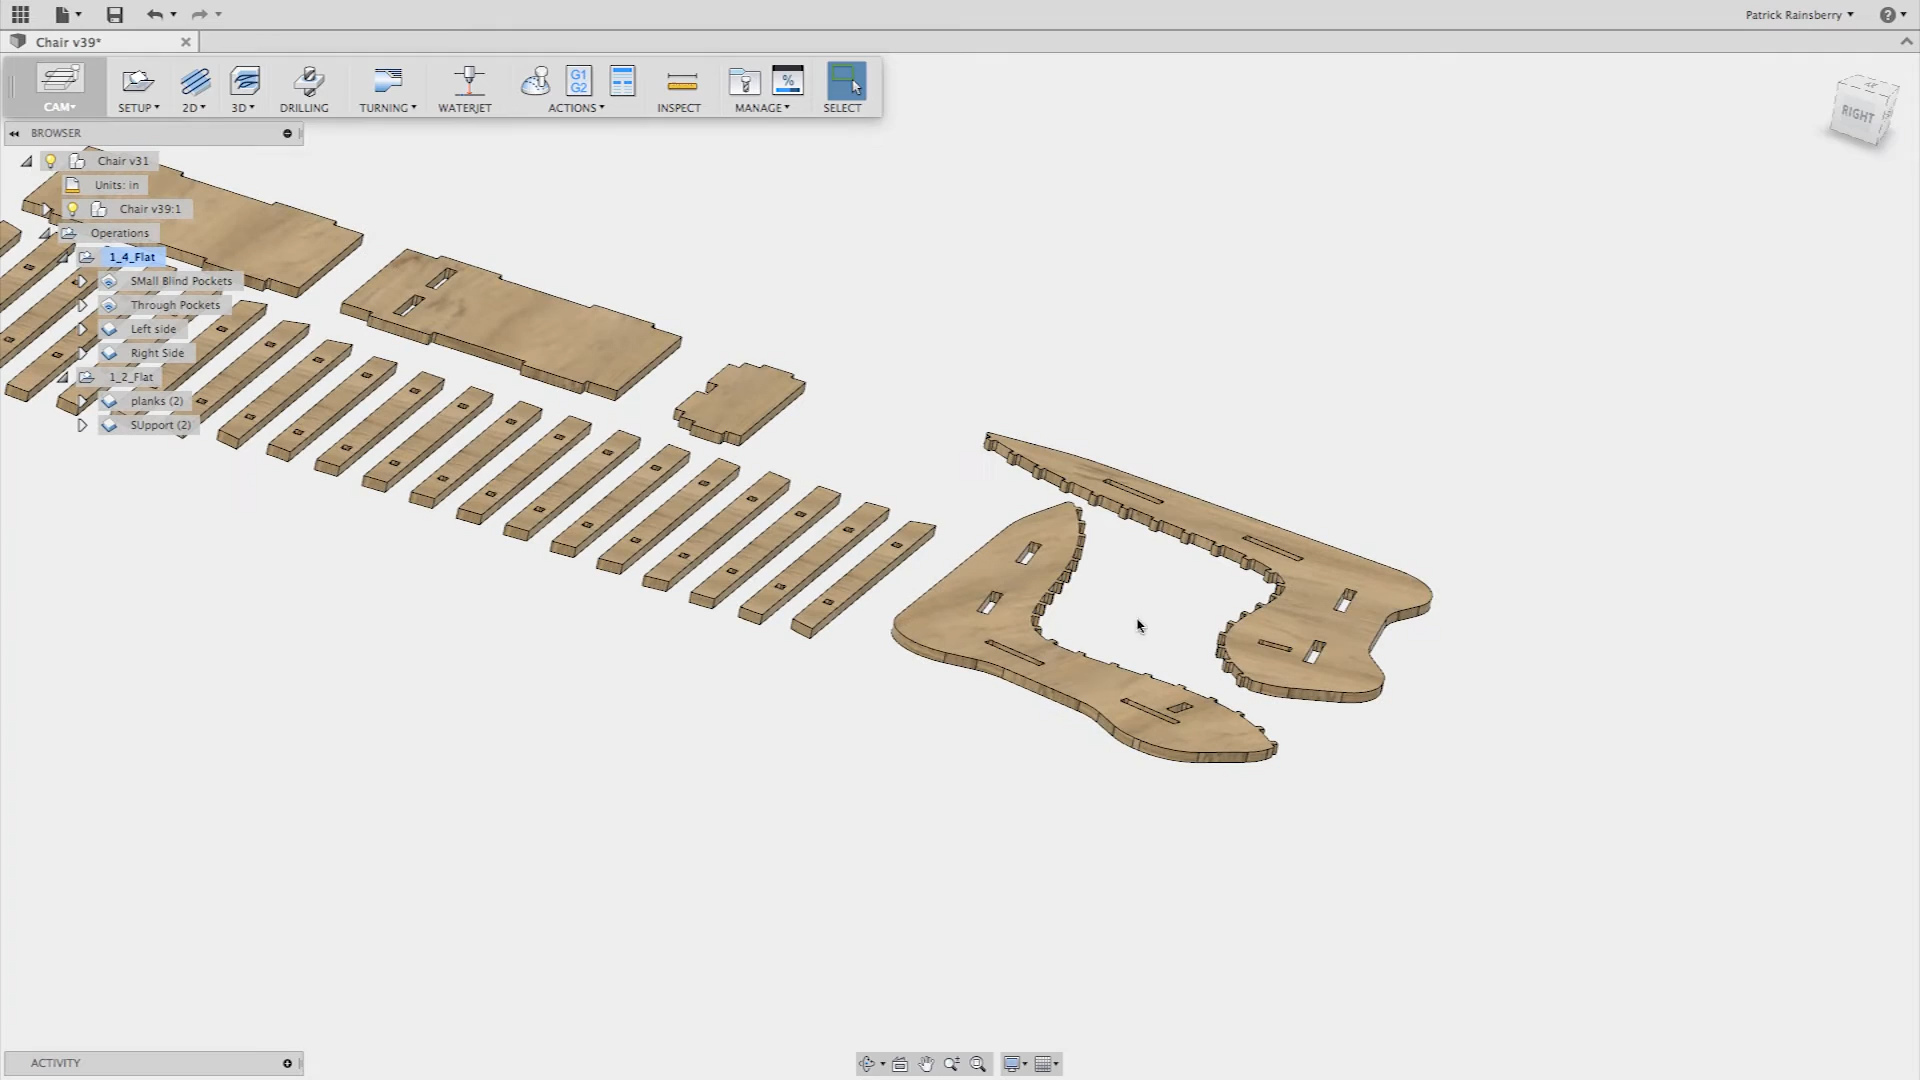 Patrick Rainsberry
Chair v39*
CAM
SETUP
2D
3D
DRILLING
TURNING
WATERJET
G1
G2
ACTIONS
INSPECT
%
MANAGE
SELECT
RIGHT
BROWSER
Chair v31
Units: in
Chair v39:1
Operations
1_4_Flat
SMall Blind Pockets
Through Pockets
Left side
Right Side
1_2_Flat
planks (2)
SUpport (2)
ACTIVITY